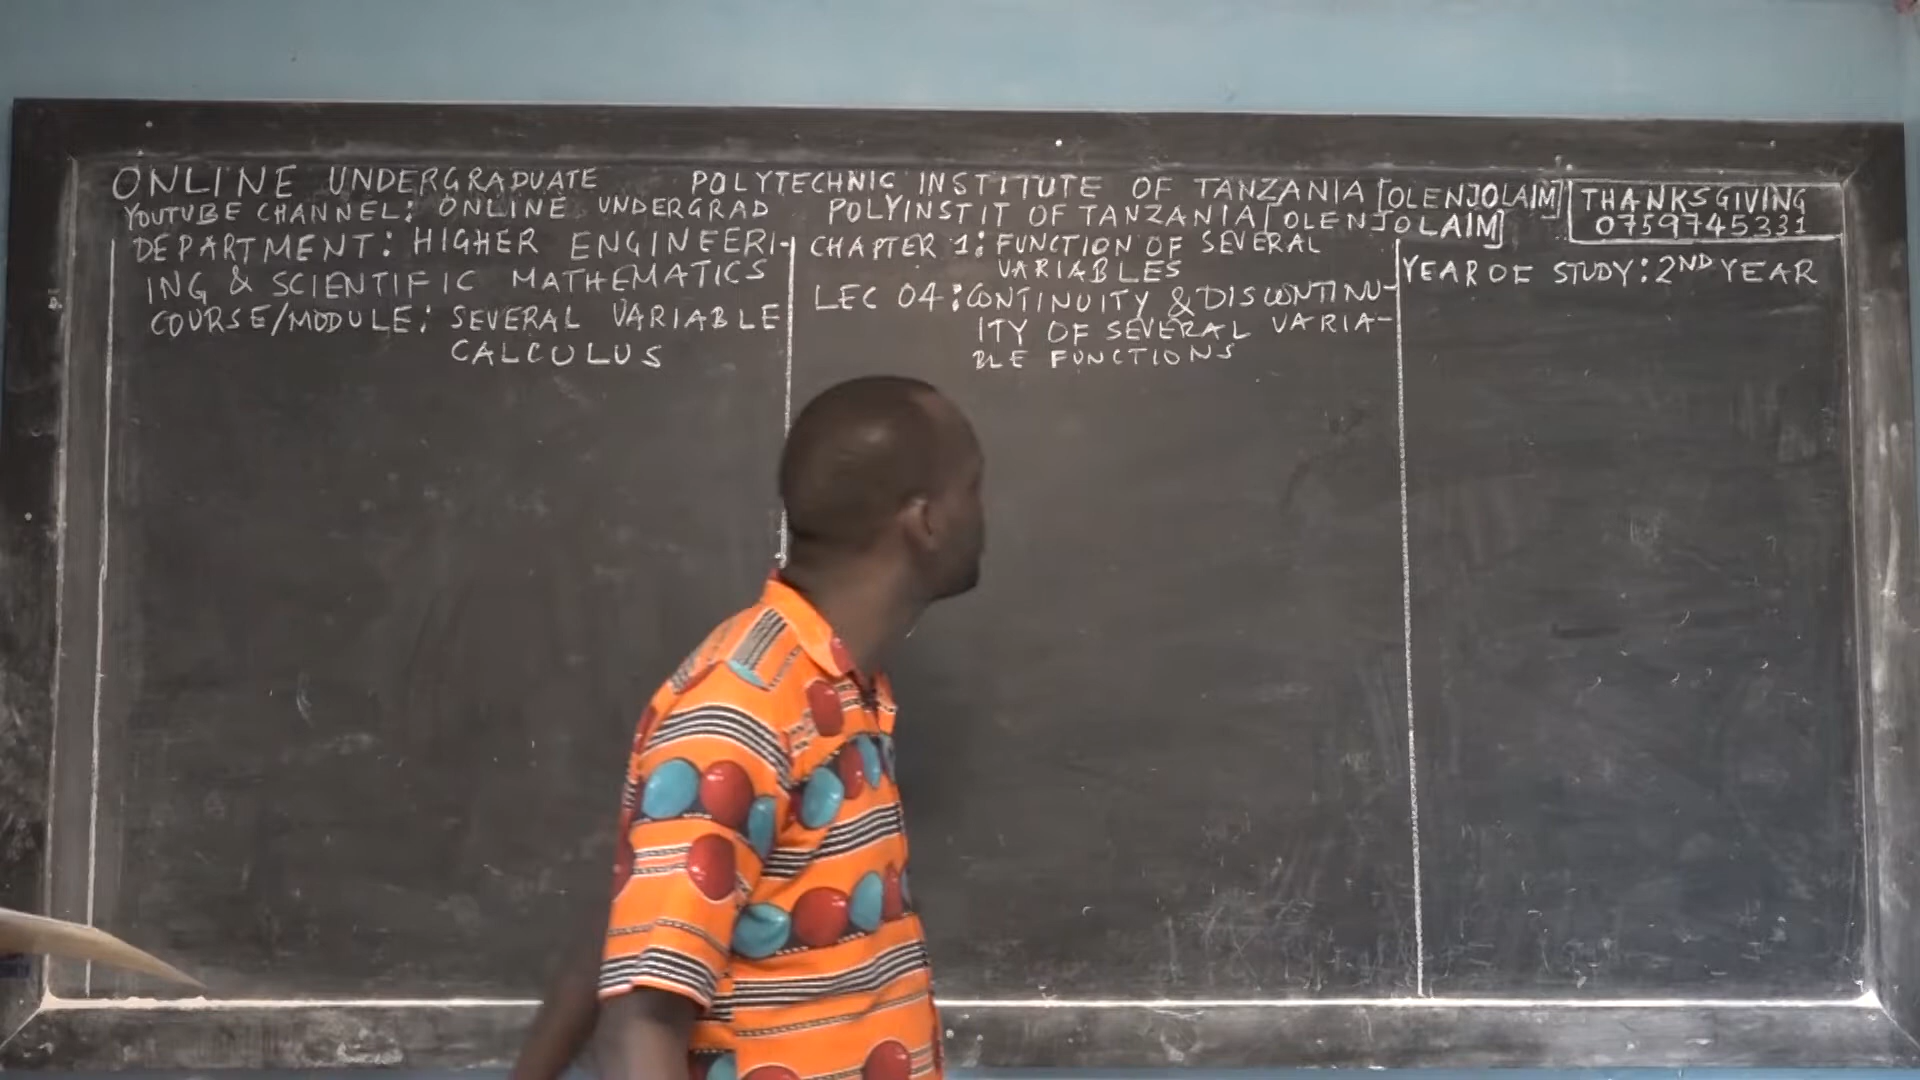 ONLINE UNDERGRADUATE POLYTECHNIC INSTITUTE OF TANZANIA [OLENJOLAIM]
YOUTUBE CHANNEL: ONLINE UNDERGRAD POLYINSTIT OF TANZANIA [OLENJOLAIM]
THANKSGIVING
0759745331
DEPARTMENT: HIGHER ENGINEERI-
ING & SCIENTIFIC MATHEMATICS
COURSE/MODULE: SEVERAL VARIABLE
CALCULUS
CHAPTER 1: FUNCTION OF SEVERAL
VARIABLES
LEC 04: CONTINUITY & DISCONTINU-
ITY OF SEVERAL VARIA-
BLE FUNCTIONS
YEAR OF STUDY: 2ND YEAR